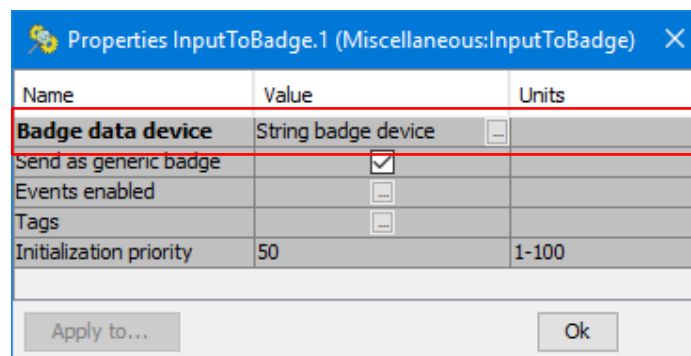 Properties InputToBadge.1 (Miscellaneous:InputToBadge)
Name Value Units
Badge data device String badge device ...
Send as generic badge
Events enabled ...
Tags ...
Initialization priority 50 1-100
Apply to... Ok